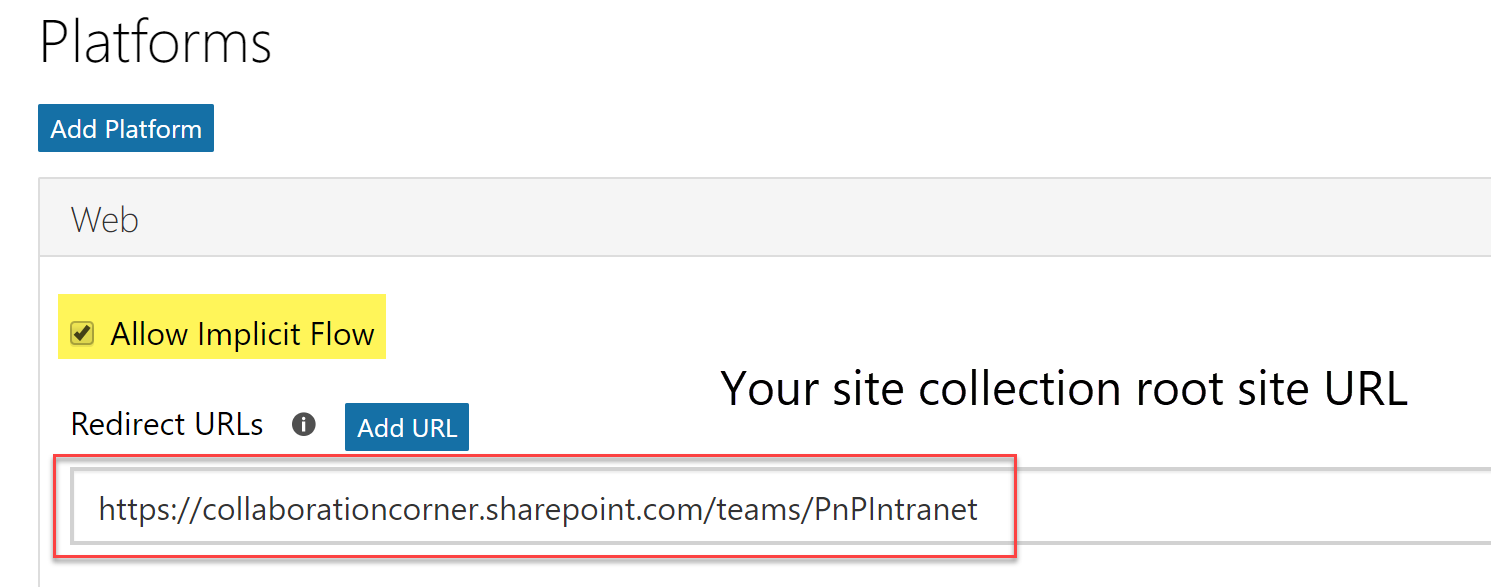 Platforms
Add Platform
Web
Allow Implicit Flow
Your site collection root site URL
Redirect URLs i Add URL
https://collaborationcorner.sharepoint.com/teams/PnPIntranet